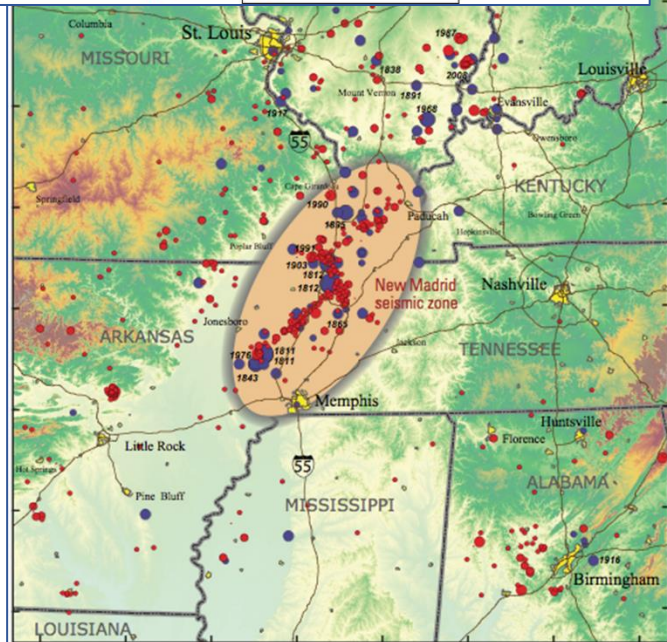 Columbia
St. Louis
1987
MISSOURI
1838
2008
Louisville
Mount Vernon
1891
Evansville
1917
1968
55
Owensboro
Cape Girardeau
KENTUCKY
Springfield
1990
Paducah
Bowling Green
1895
Hopkinsville
Poplar Bluff
1991
1903
1812
1812
New Madrid
seismic zone
Nashville
Jonesboro
1865
ARKANSAS
Jackson
TENNESSEE
1976
1811
1811
1843
Memphis
Huntsville
Florence
Little Rock
55
Hot Springs
ALABAMA
Pine Bluff
MISSISSIPPI
1916
Birmingham
LOUISIANA